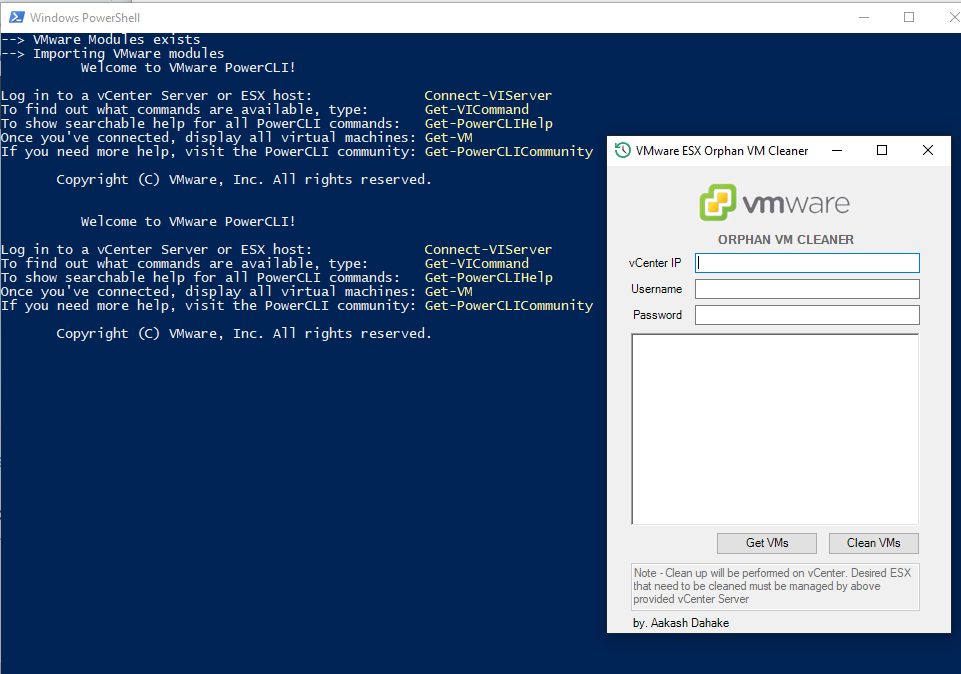 Windows PowerShell
--> VMware Modules exists
--> Importing VMware modules
Welcome to VMware PowerCLI!
Log in to a vCenter Server or ESX host: Connect-VIServer
To find out what commands are available, type: Get-VICommand
To show searchable help for all PowerCLI commands: Get-PowerCLIHelp
Once you've connected, display all virtual machines: Get-VM
If you need more help, visit the PowerCLI community: Get-PowerCLICommunity
Copyright (C) VMware, Inc. All rights reserved.
Welcome to VMware PowerCLI!
Log in to a vCenter Server or ESX host: Connect-VIServer
To find out what commands are available, type: Get-VICommand
To show searchable help for all PowerCLI commands: Get-PowerCLIHelp
Once you've connected, display all virtual machines: Get-VM
If you need more help, visit the PowerCLI community: Get-PowerCLICommunity
Copyright (C) VMware, Inc. All rights reserved.
VMware ESX Orphan VM Cleaner
vmware
ORPHAN VM CLEANER
vCenter IP
Username
Password
Get VMs Clean VMs
Note - Clean up will be performed on vCenter. Desired ESX
that need to be cleaned must be managed by above
provided vCenter Server
by. Aakash Dahake